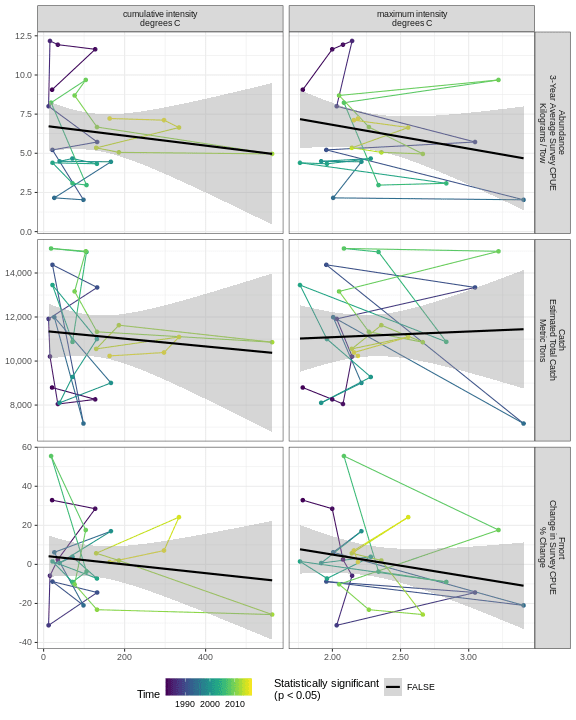 cumulative intensity
degrees C
maximum intensity
degrees C
12.5
10.0
7.5
5.0
2.5
0.0
Abundance
3-Year Average Survey CPUE
Kilograms / Tow
14,000
12,000
10,000
8,000
Catch
Estimated Total Catch
Metric Tons
60
40
20
0
-20
-40
Fmort
Change in Survey CPUE
% Change
0
200
400
2.00
2.50
3.00
Time
1990 2000 2010
Statistically significant
(p < 0.05)
FALSE